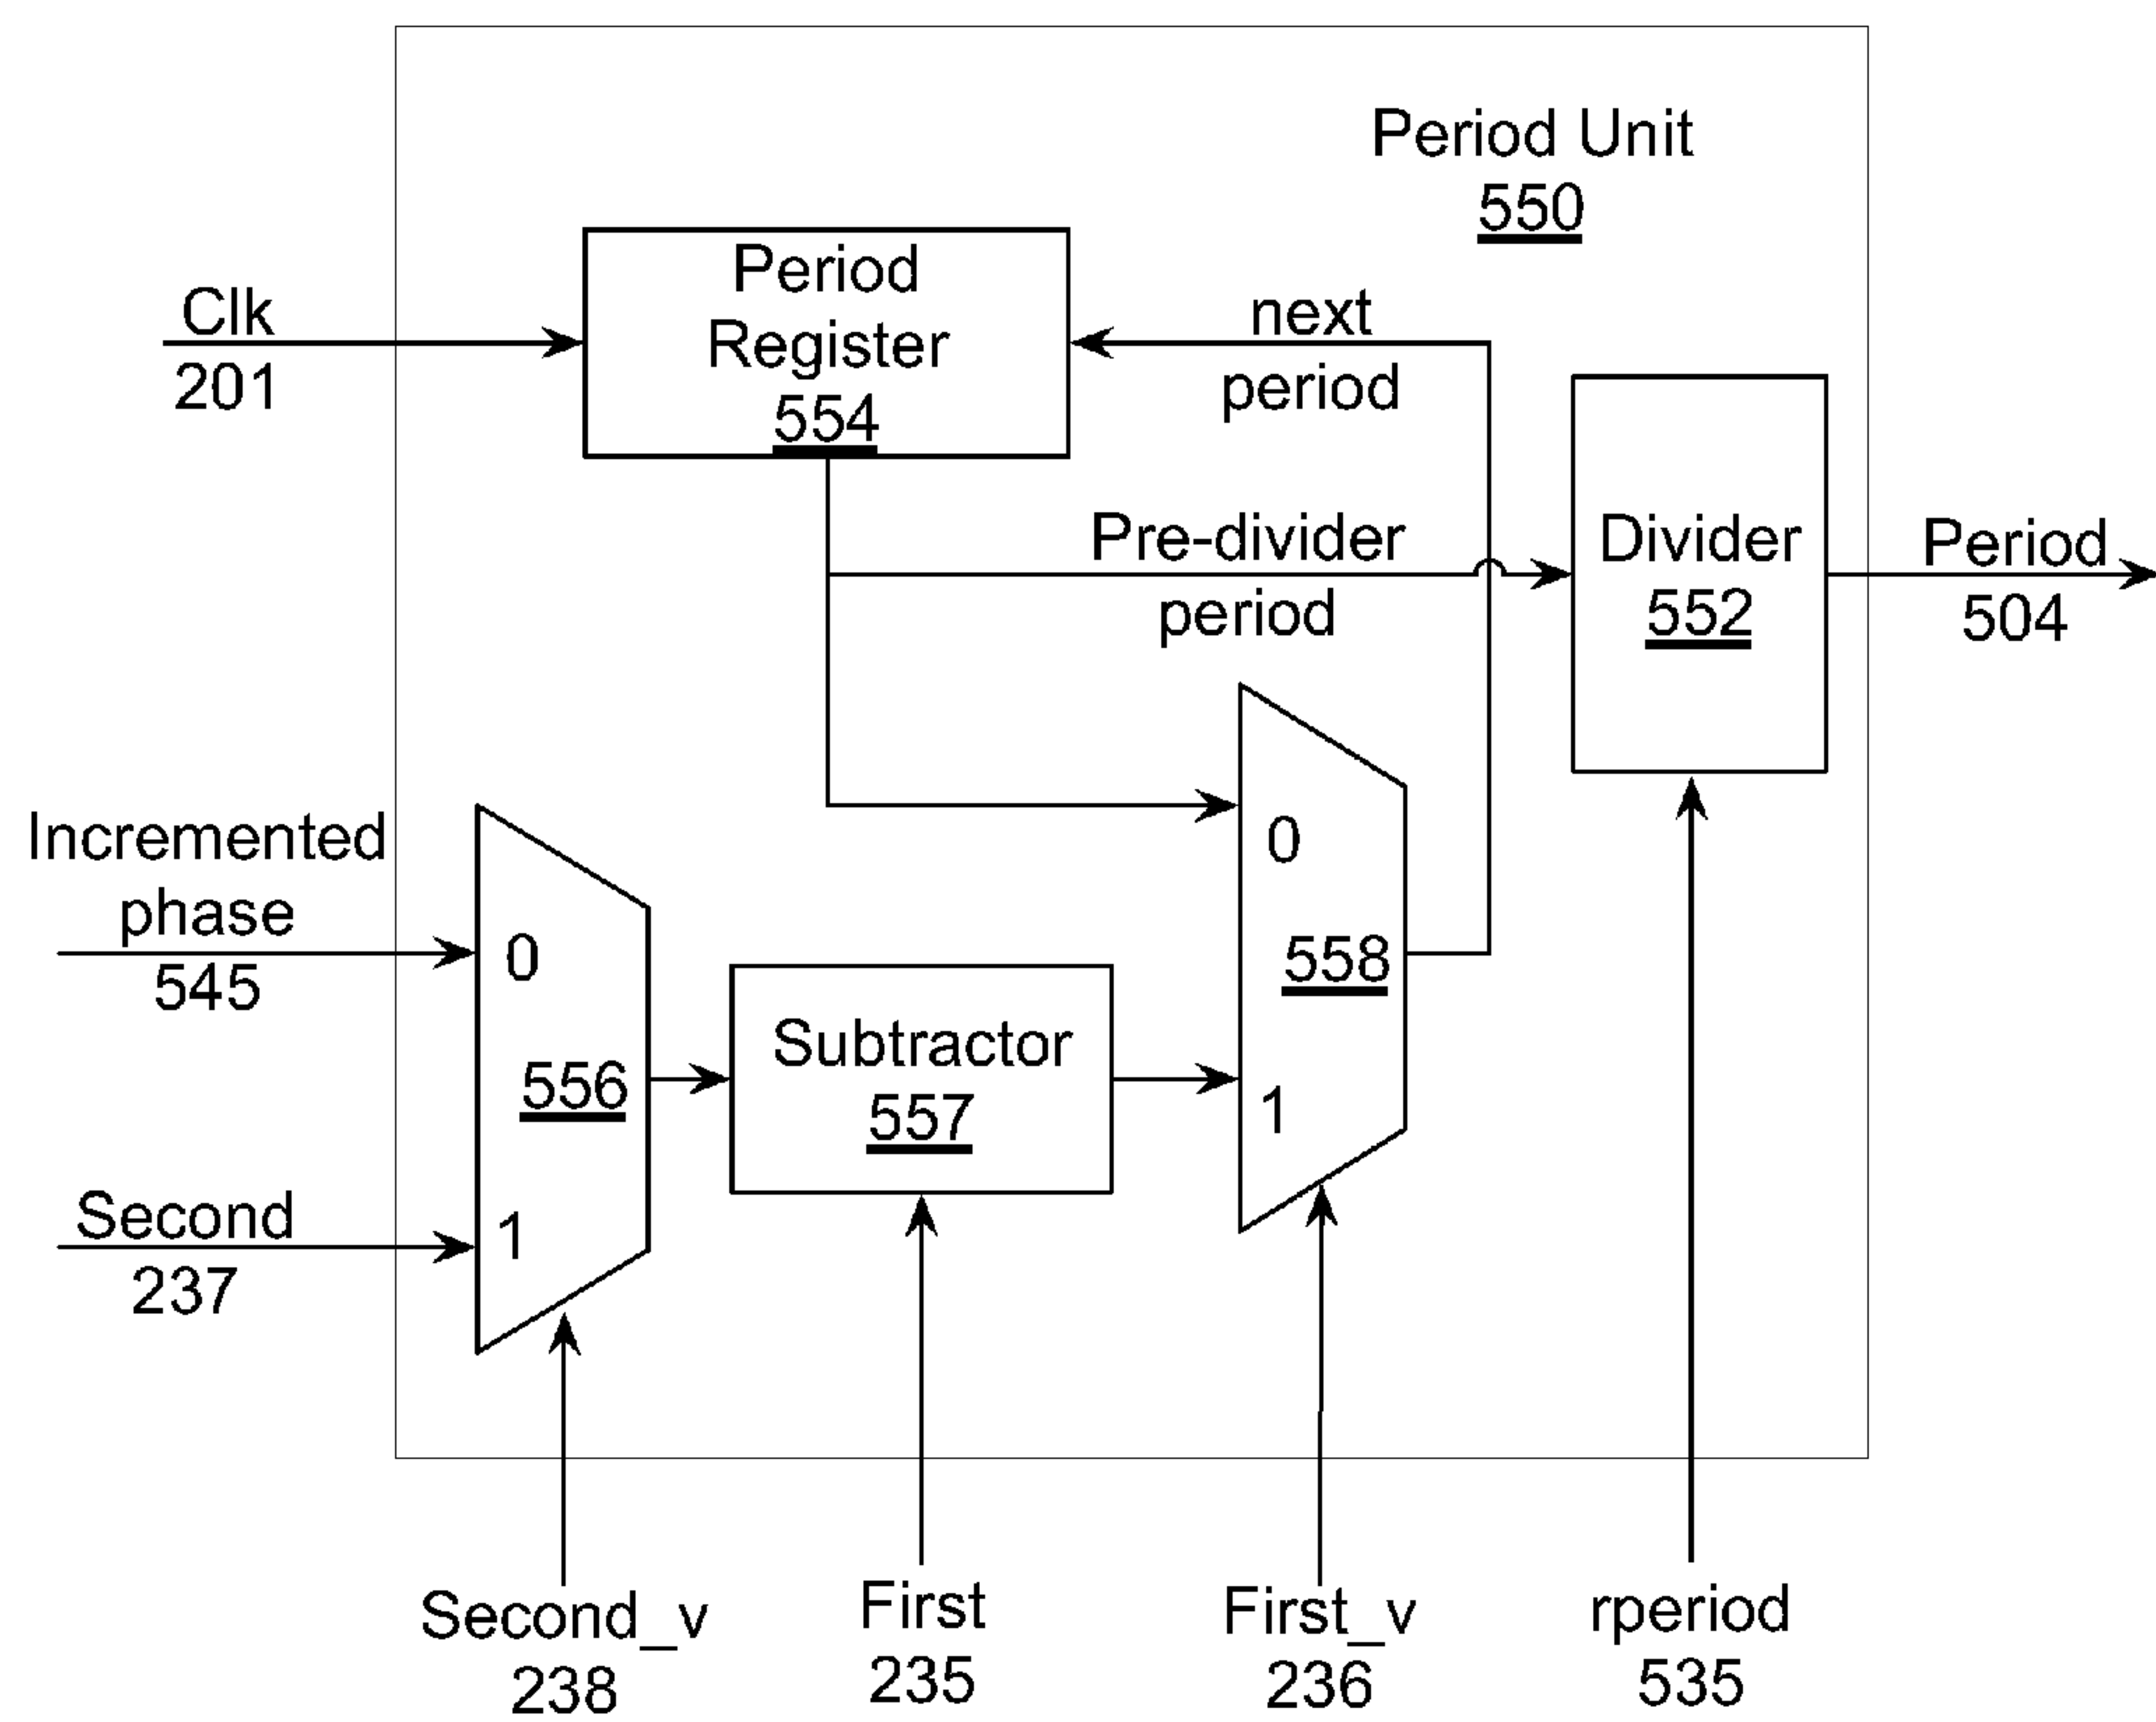 Period Unit
550
Period
Register
554
Clk
201
next
period
Pre-divider
period
Divider
552
Period
504
Incremented
phase
545
0
556
1
Second
237
Subtractor
557
0
558
1
Second_v
238
First
235
First_v
236
rperiod
535